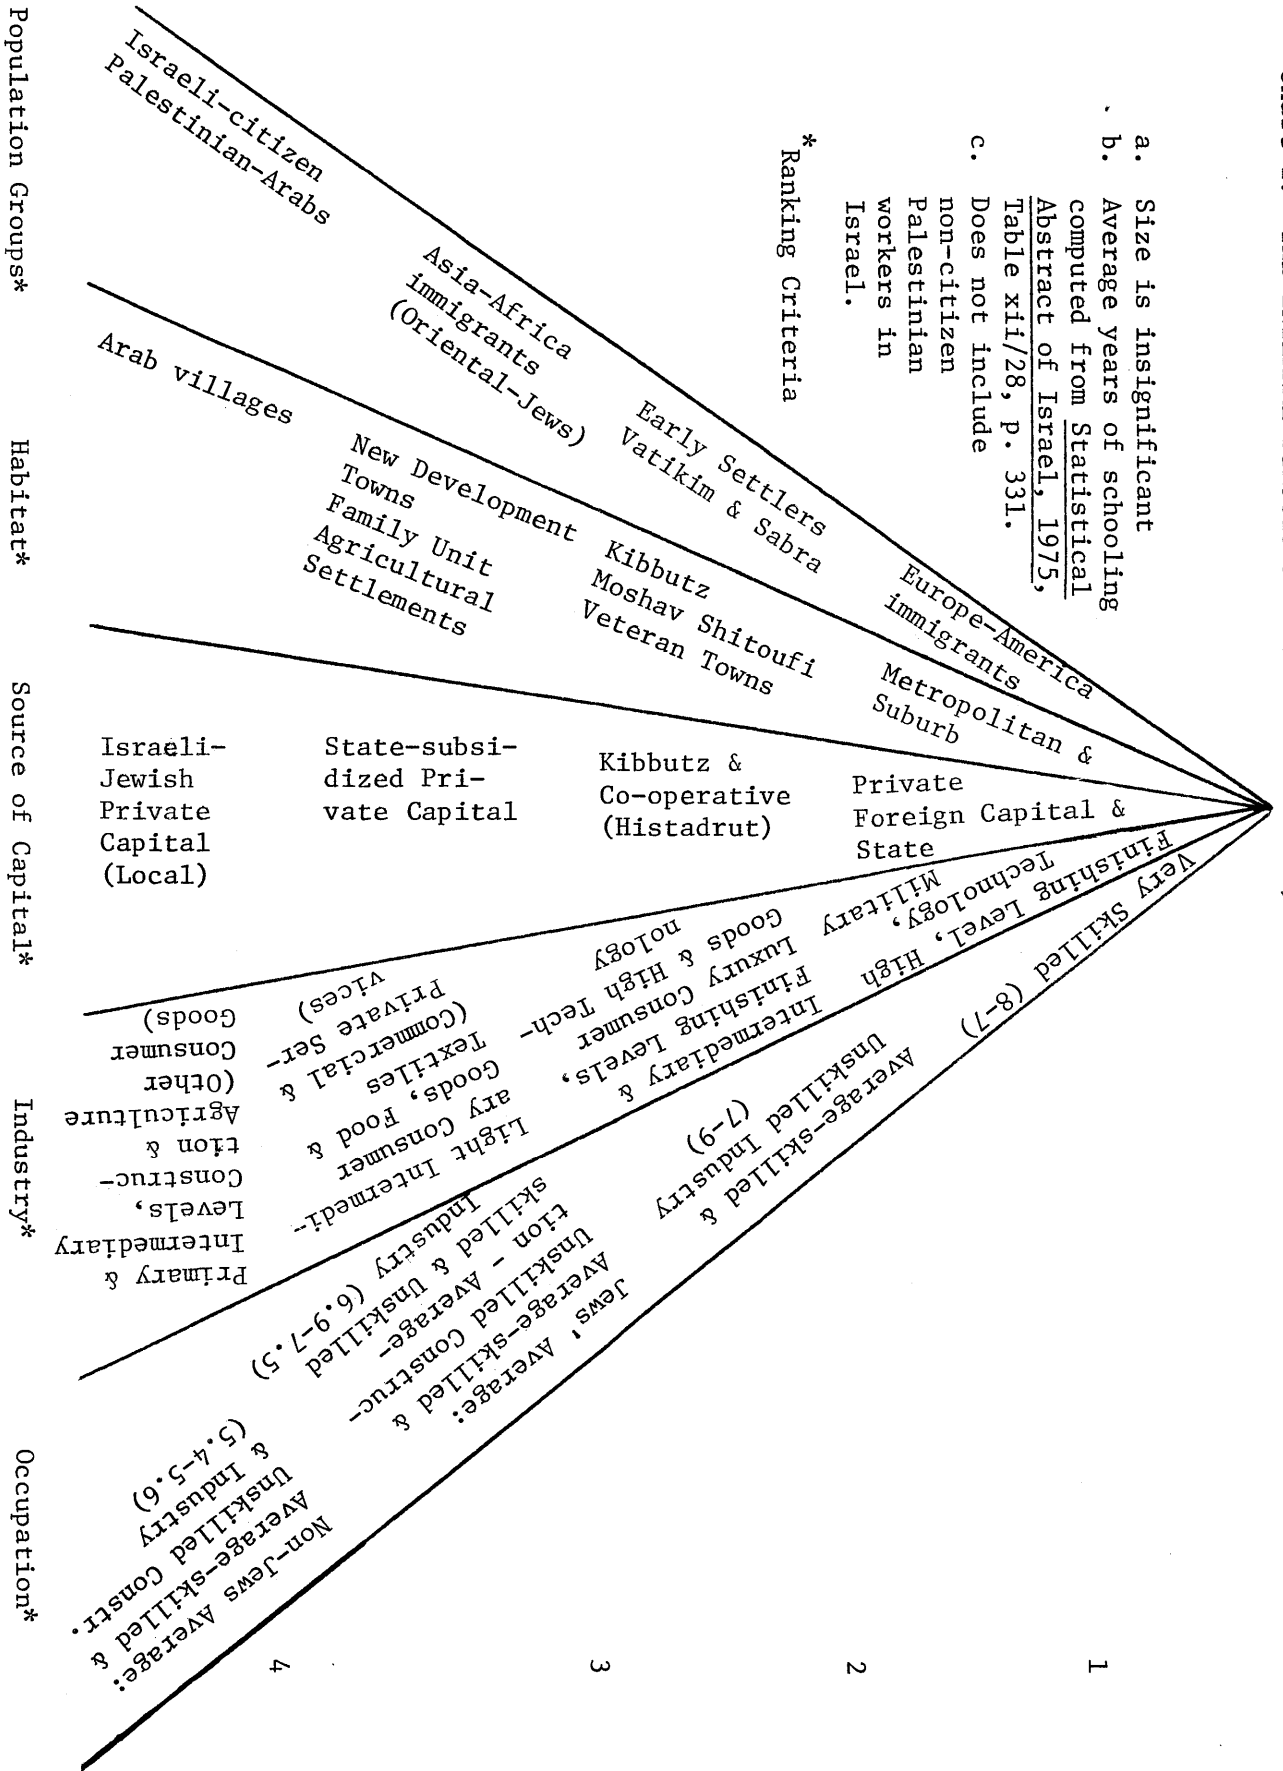 a. Size is insignificant
b. Average years of schooling
computed from Statistical
Abstract of Israel, 1975,
Table xii/28, p. 331.
c. Does not include
non-citizen
Palestinian
workers in
Israel.
* Ranking Criteria
1
2
3
4
Population Groups*
Europe-America
immigrants
Early Settlers
Vatikim & Sabra
Asia-Africa
immigrants
(Oriental-Jews)
Israeli-citizen
Palestinian-Arabs
Habitat*
Metropolitan &
Suburb
Kibbutz
Moshav Shitoufi
Veteran Towns
New Development
Towns
Family Unit
Agricultural
Settlements
Arab villages
Source of Capital*
Private
Foreign Capital &
State
Kibbutz &
Co-operative
(Histadrut)
State-subsi-
dized Pri-
vate Capital
Israeli-
Jewish
Private
Capital
(Local)
Industry*
Finishing Level, High
Technology,
Military
Intermediary &
Finishing Levels,
Luxury Consumer
Goods & High Tech-
nology
Light Intermedi-
ary Consumer
Goods, Food &
Textiles
(Commercial &
Private Ser-
vices)
Primary &
Intermediary
Levels,
Construc-
tion &
Agriculture
(Other
Consumer
Goods)
Occupation*
Very Skilled (8-7)
Average-skilled &
Unskilled Industry
(7-9)
Jews' Average:
Average-skilled &
Unskilled Construc-
tion - Average-
skilled & Unskilled
Industry (6.9-7.5)
Non-Jews Average:
Average-skilled &
Unskilled Constr.
& Industry
(5.4-5.6)